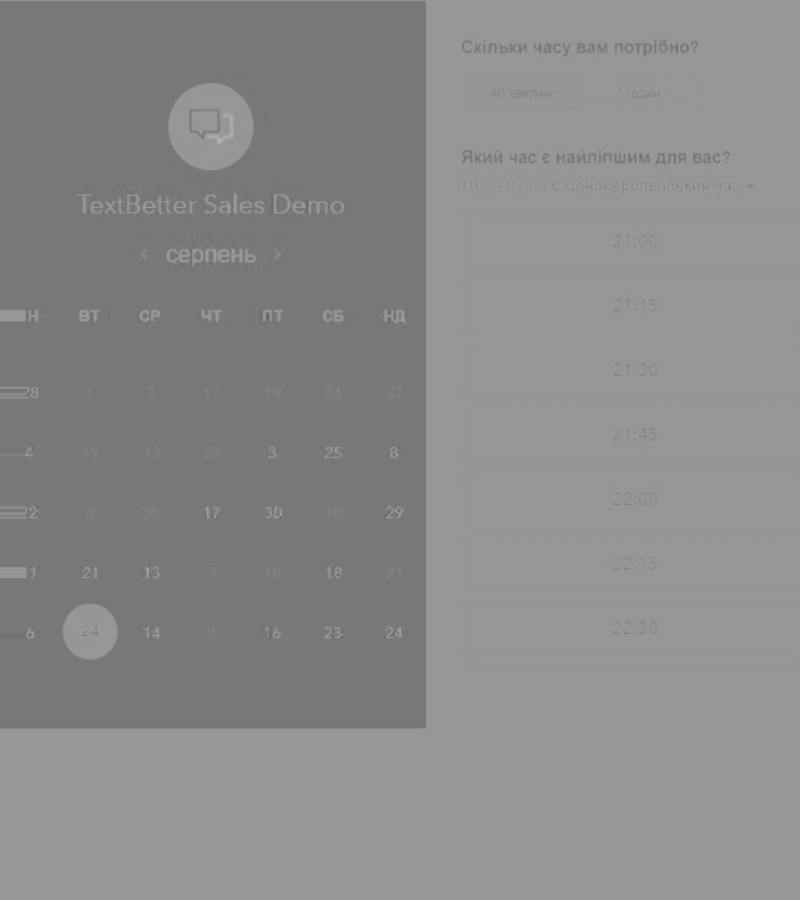 TextBetter Sales Demo
‹ серпень ›
Н ВТ СР ЧТ ПТ СБ НД
28 1 2 17 19 24 27
4 19 13 27 3 25 8
2 8 30 17 30 10 29
1 21 13 7 18 18 21
6 24 14 8 16 23 24
Скільки часу вам потрібно?
40 хвилин 1 годин
Який час є найліпшим для вас?
Східноєвропейський час
21:00
21:15
21:30
21:45
22:00
22:15
22:30